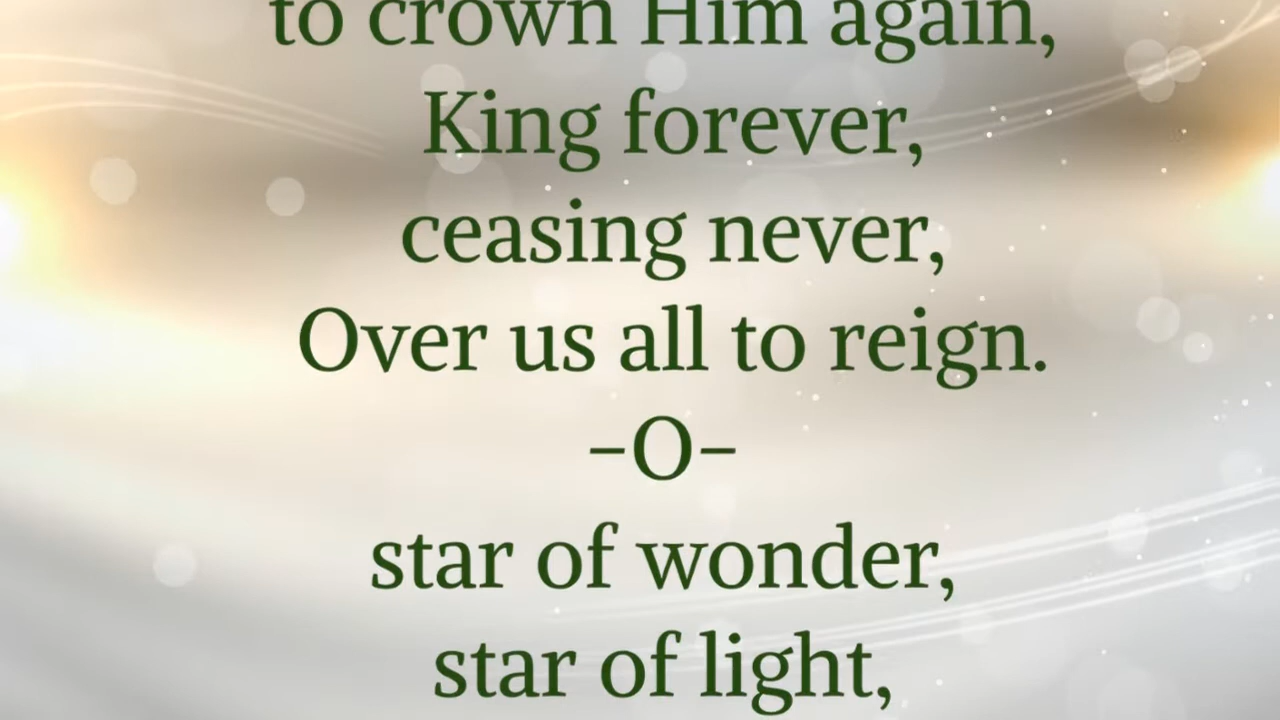 to crown Him again,
King forever,
ceasing never,
Over us all to reign.
-O-
star of wonder,
star of light,